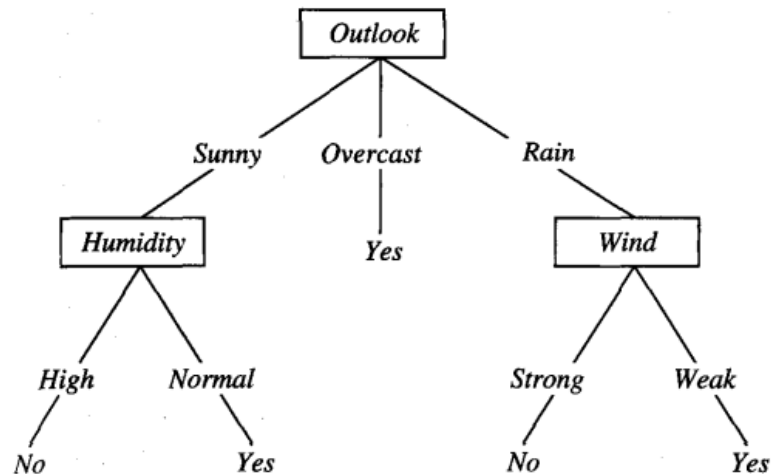 Outlook
Sunny Overcast Rain
Humidity Yes Wind
High Normal Strong Weak
No Yes No Yes